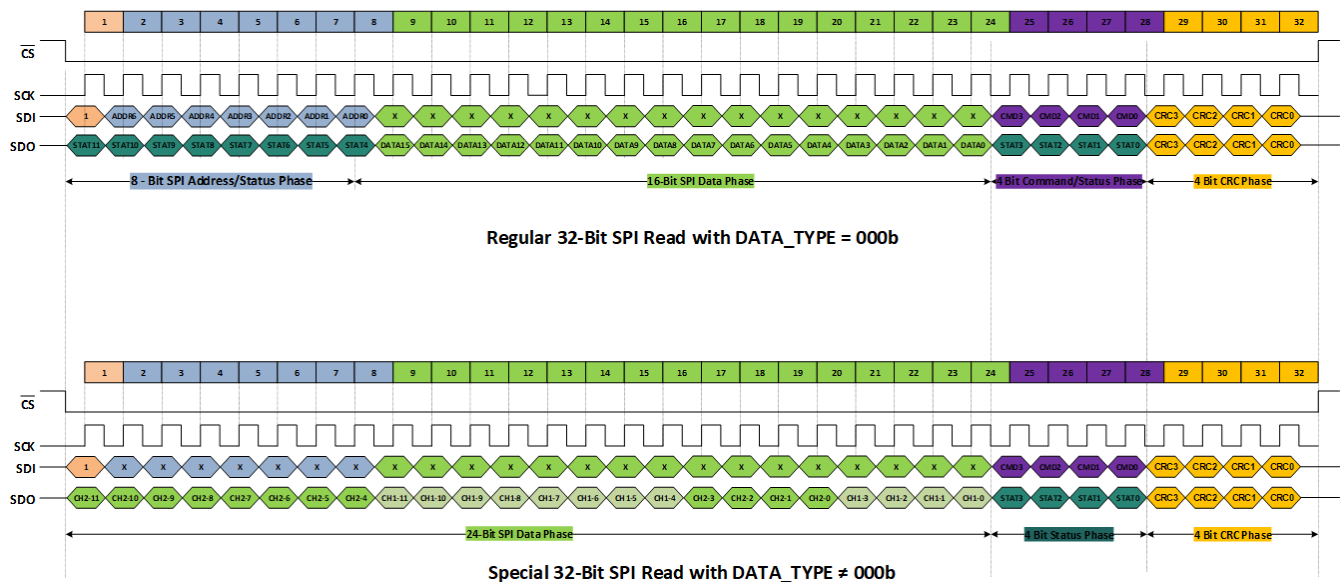 1 2 3 4 5 6 7 8 9 10 11 12 13 14 15 16 17 18 19 20 21 22 23 24 25 26 27 28 29 30 31 32
CS
SCK
SDI 1 ADDR6 ADDR5 ADDR4 ADDR3 ADDR2 ADDR1 ADDR0 X X X X X X X X X X X X X X X X CMD3 CMD2 CMD1 CMD0 CRC3 CRC2 CRC1 CRC0
SDO STAT11 STAT10 STAT9 STAT8 STAT7 STAT6 STAT5 STAT4 DATA15 DATA14 DATA13 DATA12 DATA11 DATA10 DATA9 DATA8 DATA7 DATA6 DATA5 DATA4 DATA3 DATA2 DATA1 DATA0 STAT3 STAT2 STAT1 STAT0 CRC3 CRC2 CRC1 CRC0
8 - Bit SPI Address/Status Phase 16-Bit SPI Data Phase 4 Bit Command/Status Phase 4 Bit CRC Phase
Regular 32-Bit SPI Read with DATA_TYPE = 000b
1 2 3 4 5 6 7 8 9 10 11 12 13 14 15 16 17 18 19 20 21 22 23 24 25 26 27 28 29 30 31 32
CS
SCK
SDI 1 X X X X X X X X X X X X X X X X X X X X X X X CMD3 CMD2 CMD1 CMD0 CRC3 CRC2 CRC1 CRC0
SDO CH2-11 CH2-10 CH2-9 CH2-8 CH2-7 CH2-6 CH2-5 CH2-4 CH1-11 CH1-10 CH1-9 CH1-8 CH1-7 CH1-6 CH1-5 CH1-4 CH2-3 CH2-2 CH2-1 CH2-0 CH1-3 CH1-2 CH1-1 CH1-0 STAT3 STAT2 STAT1 STAT0 CRC3 CRC2 CRC1 CRC0
24-Bit SPI Data Phase 4 Bit Status Phase 4 Bit CRC Phase
Special 32-Bit SPI Read with DATA_TYPE ≠ 000b